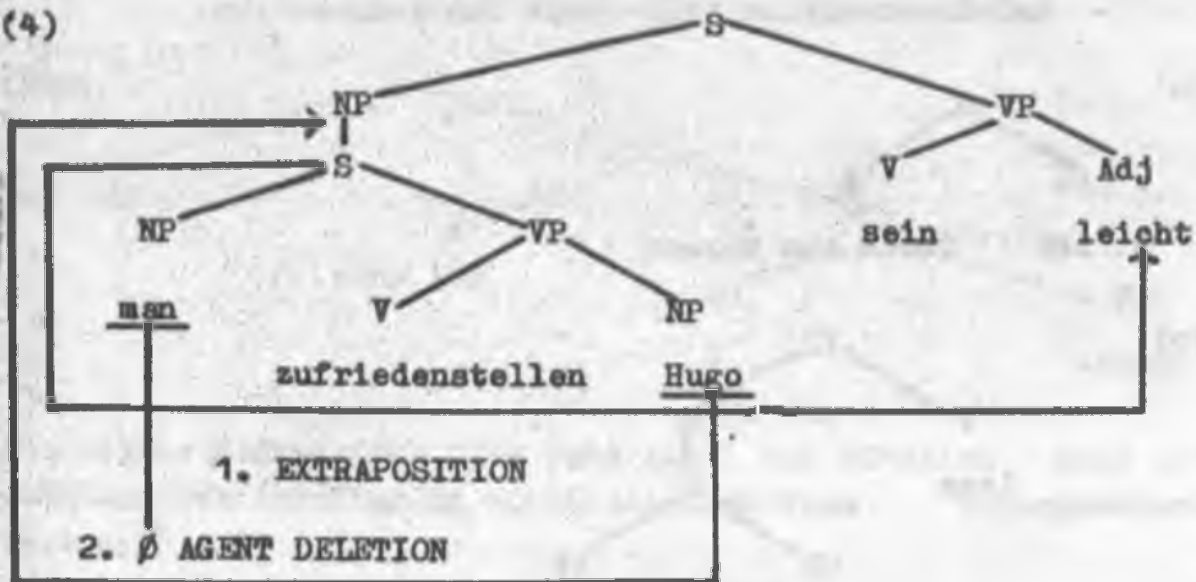 (4)
S
NP VP
S V Adj
NP VP sein leicht
man V NP
zufriedenstellen Hugo
1. EXTRAPOSITION
2. Ø AGENT DELETION